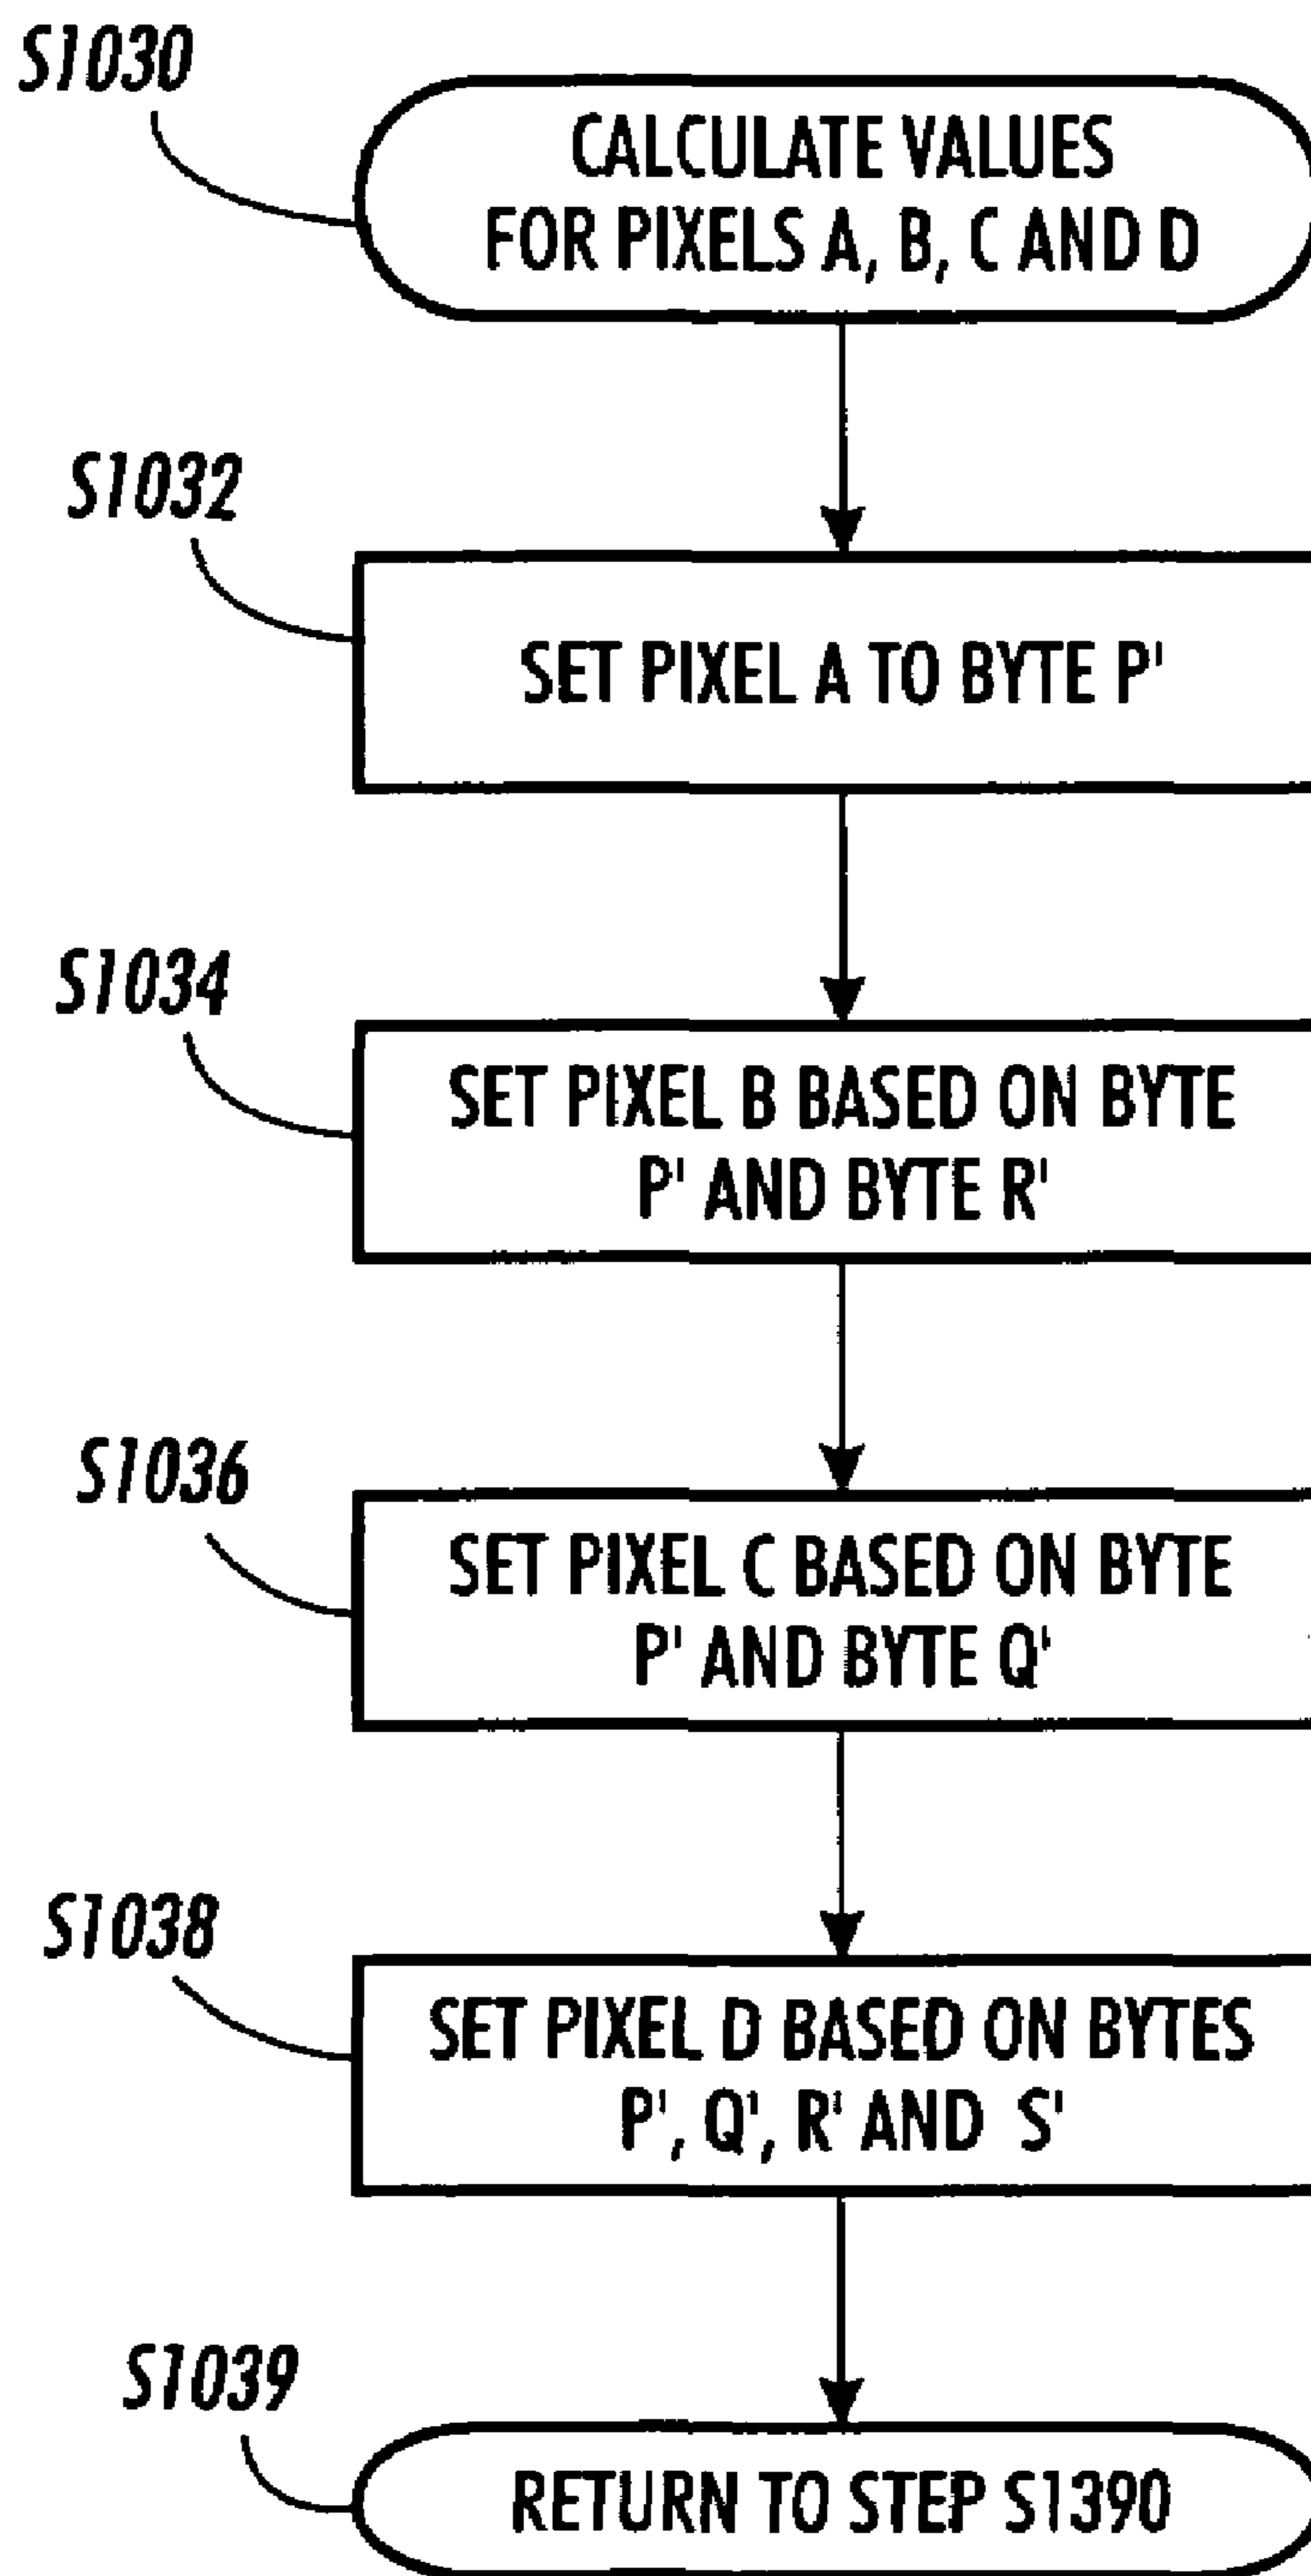 S1030
CALCULATE VALUES
FOR PIXELS A, B, C AND D
S1032
SET PIXEL A TO BYTE P'
S1034
SET PIXEL B BASED ON BYTE
P' AND BYTE R'
S1036
SET PIXEL C BASED ON BYTE
P' AND BYTE Q'
S1038
SET PIXEL D BASED ON BYTES
P', Q', R' AND S'
S1039
RETURN TO STEP S1390